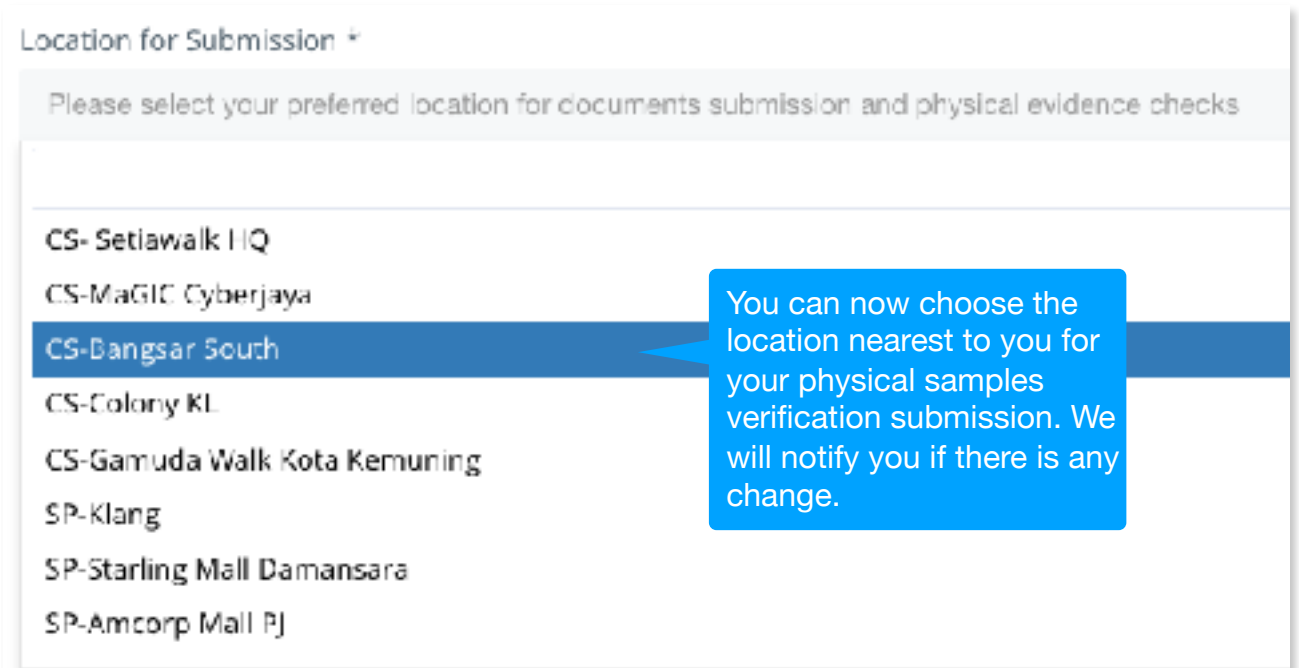 Location for Submission *
Please select your preferred location for documents submission and physical evidence checks
CS- Setiawalk HQ
CS-MaGIC Cyberjaya
CS-Bangsar South
CS-Colony KL
CS-Gamuda Walk Kota Kemuning
SP-Klang
SP-Starling Mall Damansara
SP-Amcorp Mall PJ
You can now choose the
location nearest to you for
your physical samples
verification submission. We
will notify you if there is any
change.